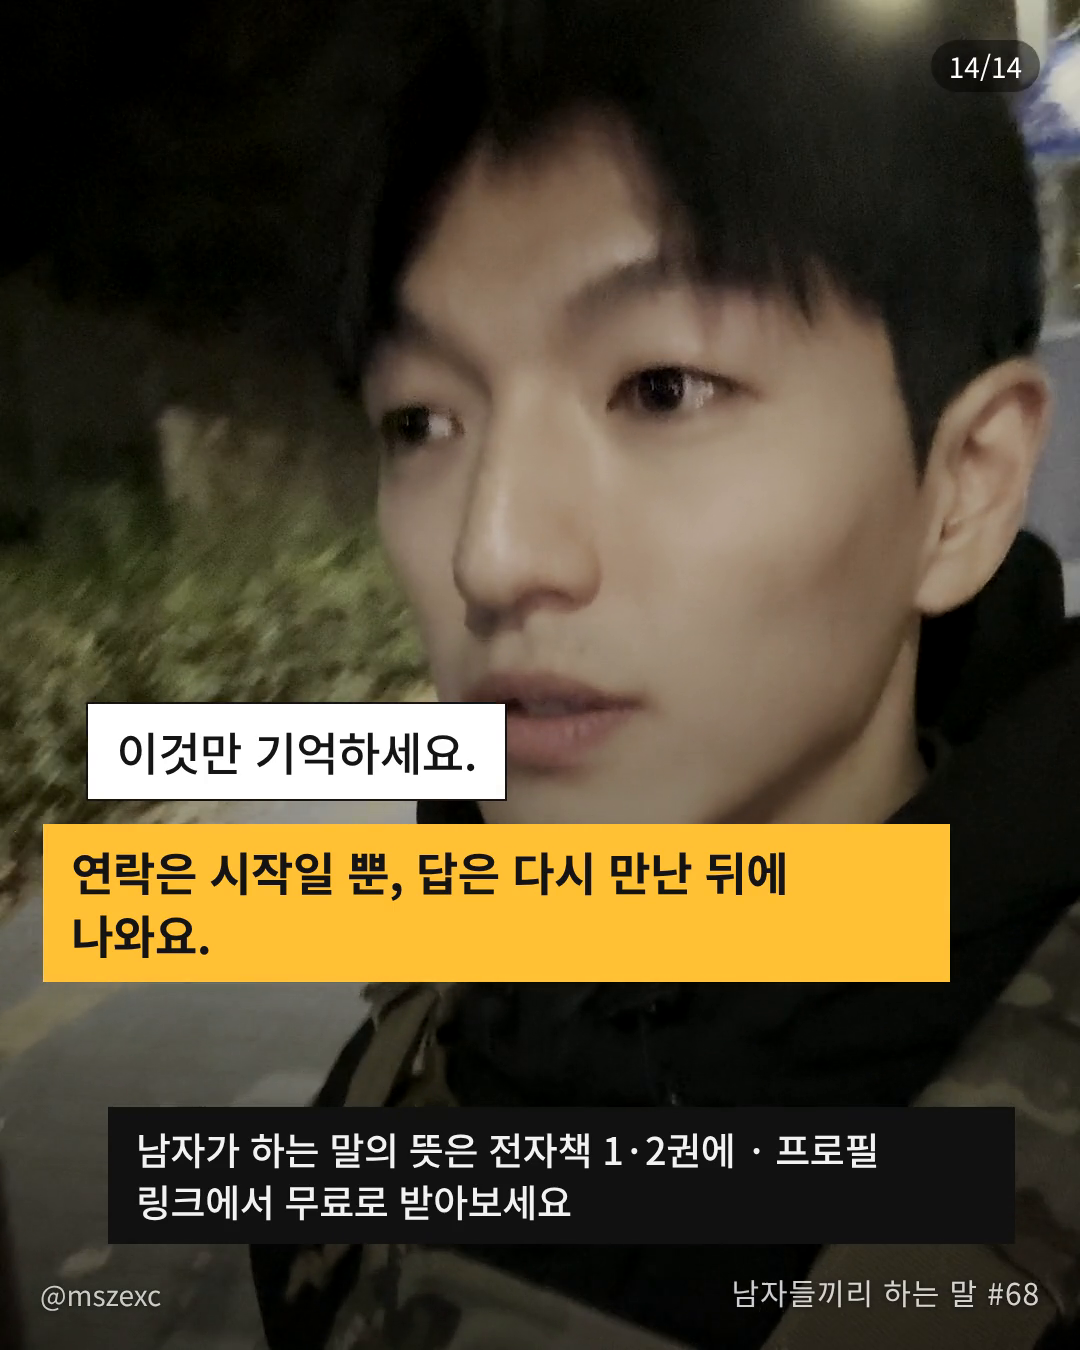 14/14
이것만 기억하세요.
연락은 시작일 뿐, 답은 다시 만난 뒤에
나와요.
남자가 하는 말의 뜻은 전자책 1·2권에 · 프로필
링크에서 무료로 받아보세요
@mszexc
남자들끼리 하는 말 #68